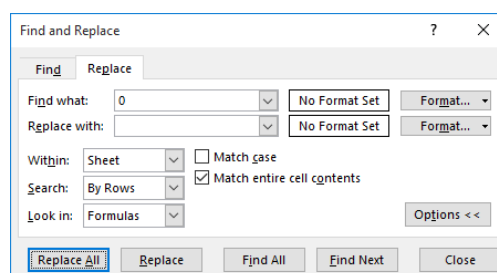 Find and Replace ? ×
Find Replace
Find what: 0 No Format Set Format...
Replace with: No Format Set Format...
Within: Sheet Match case
Search: By Rows Match entire cell contents
Look in: Formulas Options <<
Replace All Replace Find All Find Next Close